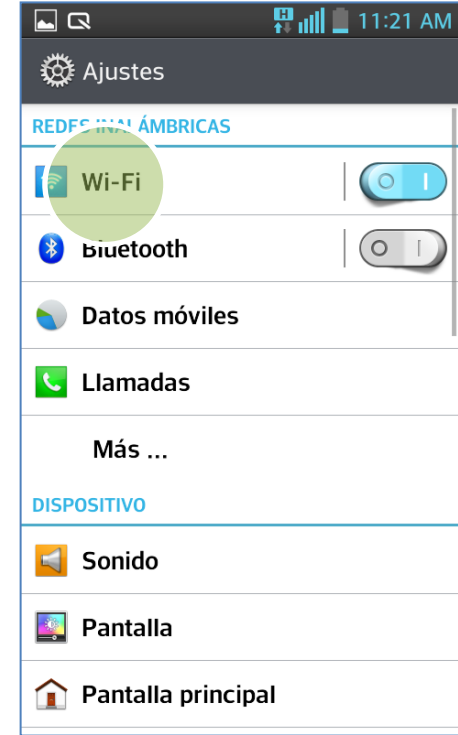 H 11:21 AM
Ajustes
REDES INALÁMBRICAS
Wi-Fi
Bluetooth
Datos móviles
Llamadas
Más ...
DISPOSITIVO
Sonido
Pantalla
Pantalla principal